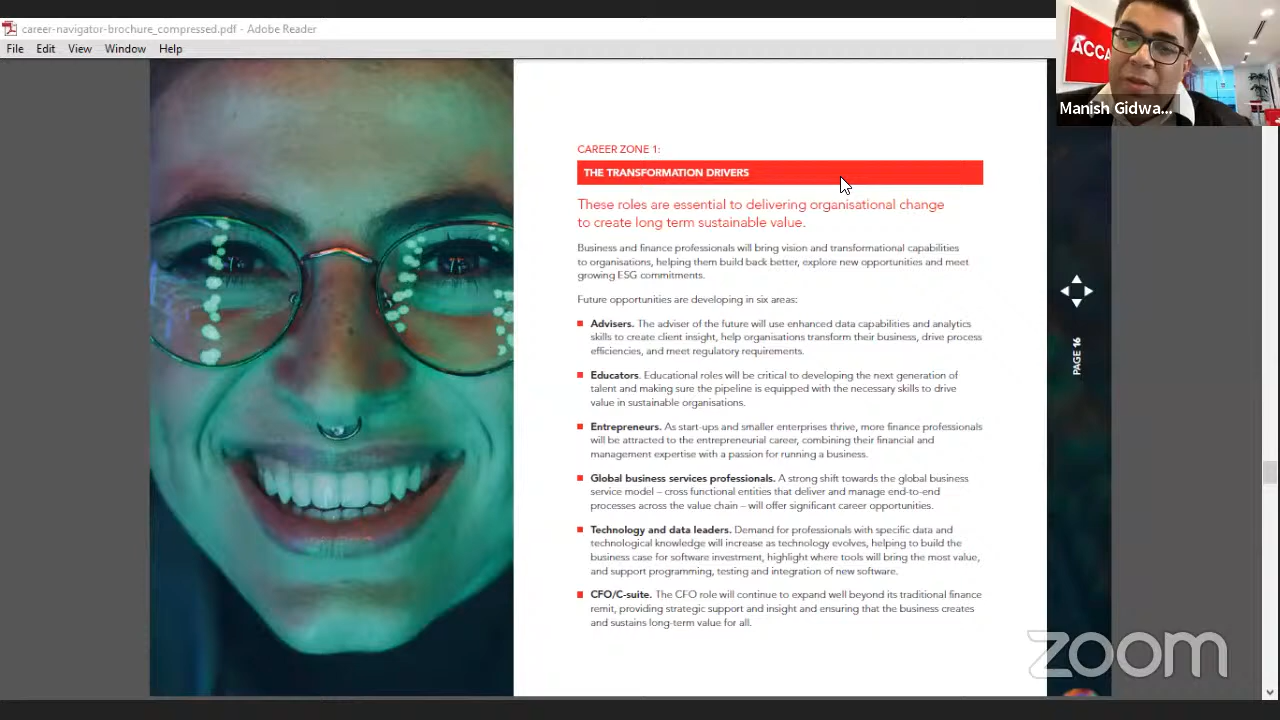 career-navigator-brochure_compressed.pdf - Adobe Reader
File Edit View Window Help
ACCA
Manish Gidwa...
CAREER ZONE 1:
THE TRANSFORMATION DRIVERS
These roles are essential to delivering organisational change
to create long term sustainable value.
Business and finance professionals will bring vision and transformational capabilities
to organisations, helping them build back better, explore new opportunities and meet
growing ESG commitments.
Future opportunities are developing in six areas:
Advisers. The adviser of the future will use enhanced data capabilities and analytics
skills to create client insight, help organisations transform their business, drive process
efficiencies, and meet regulatory requirements.
Educators. Educational roles will be critical to developing the next generation of
talent and making sure the pipeline is equipped with the necessary skills to drive
value in sustainable organisations.
Entrepreneurs. As start-ups and smaller enterprises thrive, more finance professionals
will be attracted to the entrepreneurial career, combining their financial and
management expertise with a passion for running a business.
Global business services professionals. A strong shift towards the global business
service model – cross functional entities that deliver and manage end-to-end
processes across the value chain – will offer significant career opportunities.
Technology and data leaders. Demand for professionals with specific data and
technological knowledge will increase as technology evolves, helping to build the
business case for software investment, highlight where tools will bring the most value,
and support programming, testing and integration of new software.
CFO/C-suite. The CFO role will continue to expand well beyond its traditional finance
remit, providing strategic support and insight and ensuring that the business creates
and sustains long-term value for all.
PAGE 16
zoom